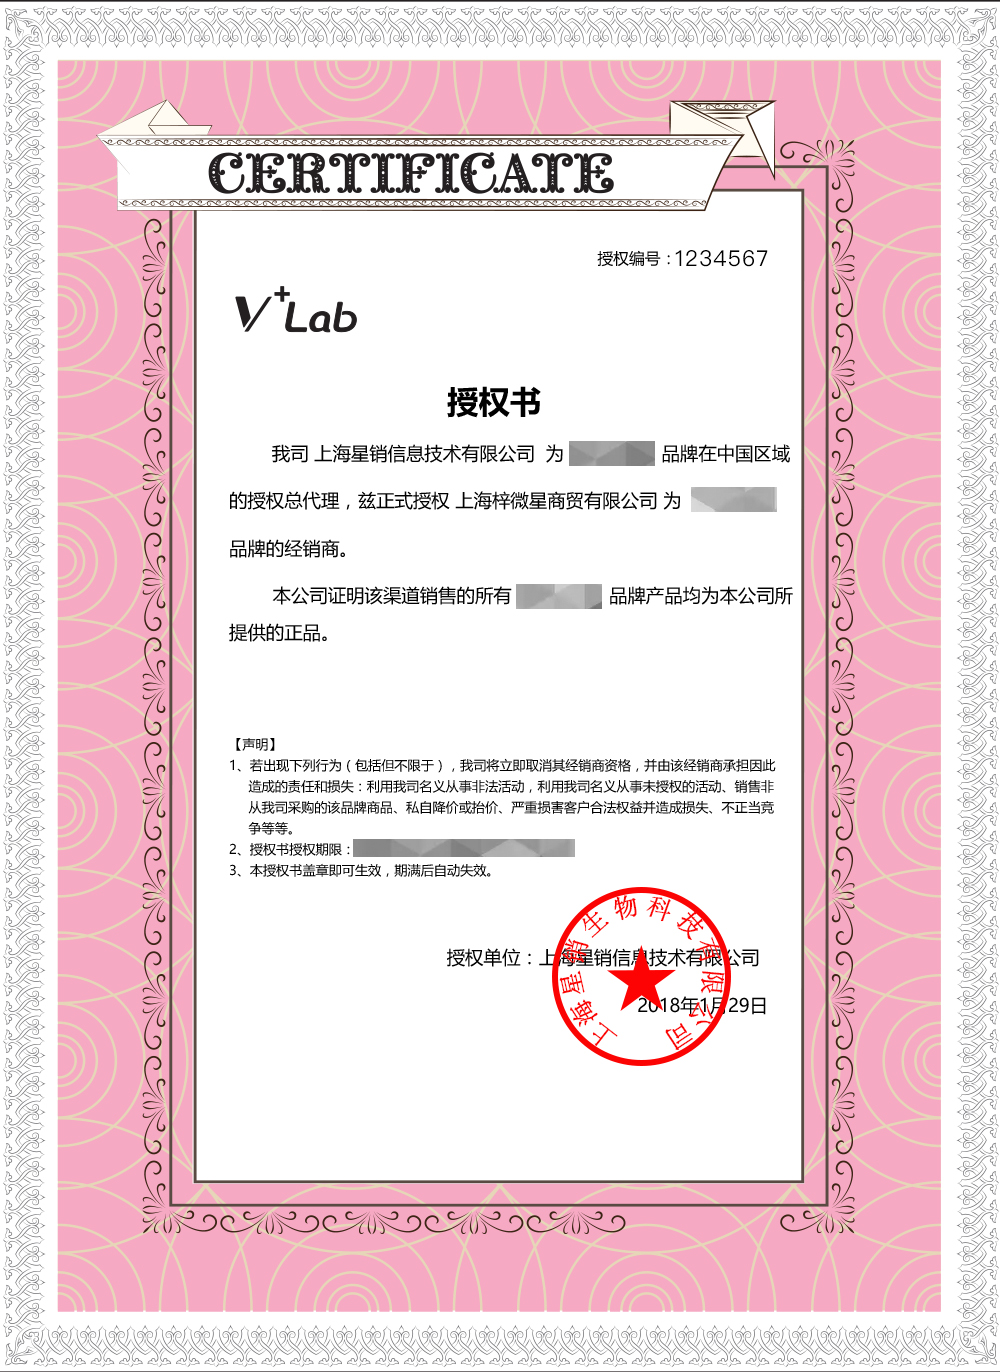 CERTIFICATE
授权编号：1234567
V+Lab
授权书
我司 上海星销信息技术有限公司 为 品牌在中国区域
的授权总代理，兹正式授权 上海梓微星商贸有限公司 为
品牌的经销商。
本公司证明该渠道销售的所有 品牌产品均为本公司所
提供的正品。
【声明】
1、若出现下列行为（包括但不限于），我司将立即取消其经销商资格，并由该经销商承担因此
造成的责任和损失：利用我司名义从事非法活动，利用我司名义从事未授权的活动、销售非
从我司采购的该品牌商品、私自降价或抬价、严重损害客户合法权益并造成损失、不正当竞
争等等。
2、授权书授权期限：
3、本授权书盖章即可生效，期满后自动失效。
授权单位：上海星销信息技术有限公司
2018年1月29日
上海星销生物科技有限公司